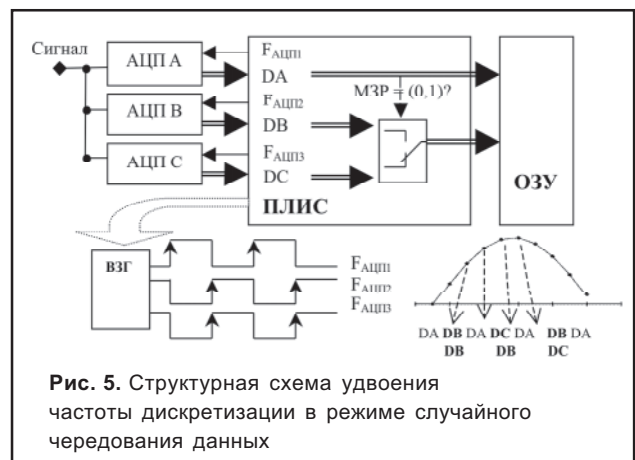 Сигнал
АЦП А
АЦП В
АЦП С
FАЦП1
DA
FАЦП2
DB
FАЦП3
DC
ПЛИС
МЗР = (0,1)?
ОЗУ
ВЗГ
FАЦП1
FАЦП2
FАЦП3
DA DB DA DC DA DB DA
DB DB DC
Рис. 5. Структурная схема удвоения
частоты дискретизации в режиме случайного
чередования данных